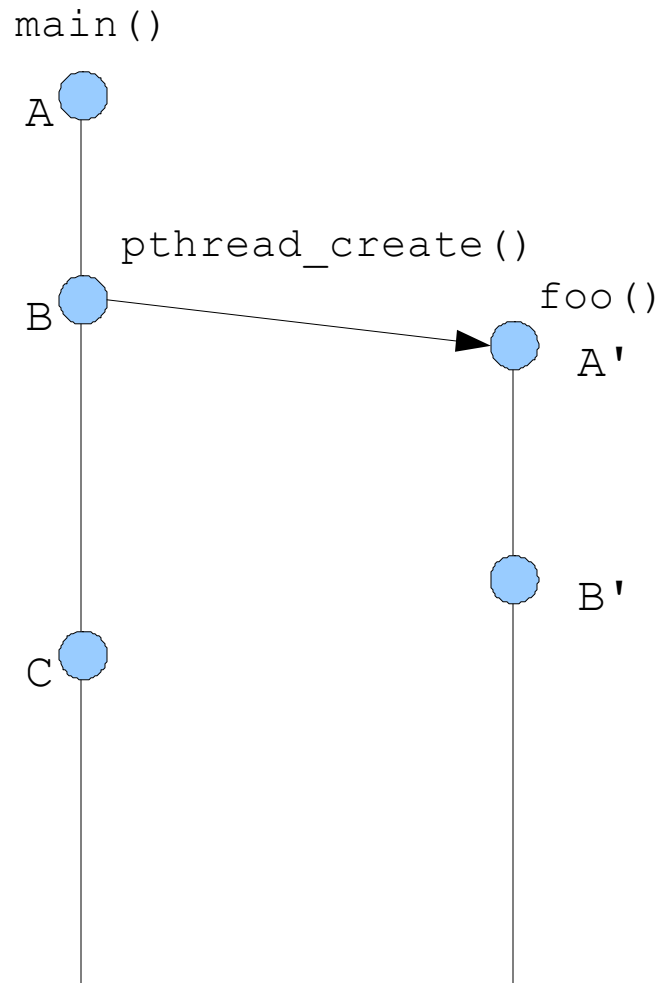 main()
A
pthread_create()
foo()
B
A'
B'
C